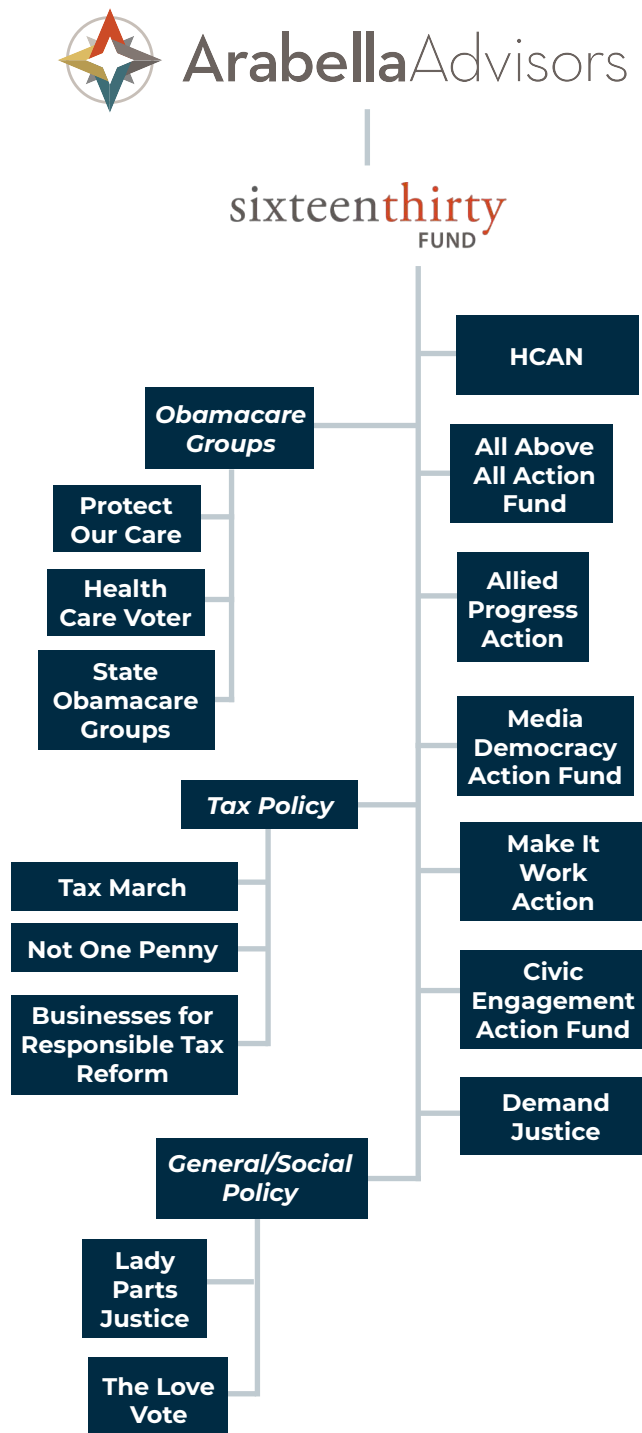 ArabellaAdvisors
sixteenthirty
FUND
HCAN
Obamacare
Groups
All Above
All Action
Fund
Protect
Our Care
Health
Care Voter
Allied
Progress
Action
State
Obamacare
Groups
Media
Democracy
Action Fund
Tax Policy
Make It
Work
Action
Tax March
Not One Penny
Civic
Engagement
Action Fund
Businesses for
Responsible Tax
Reform
Demand
Justice
General/Social
Policy
Lady
Parts
Justice
The Love
Vote